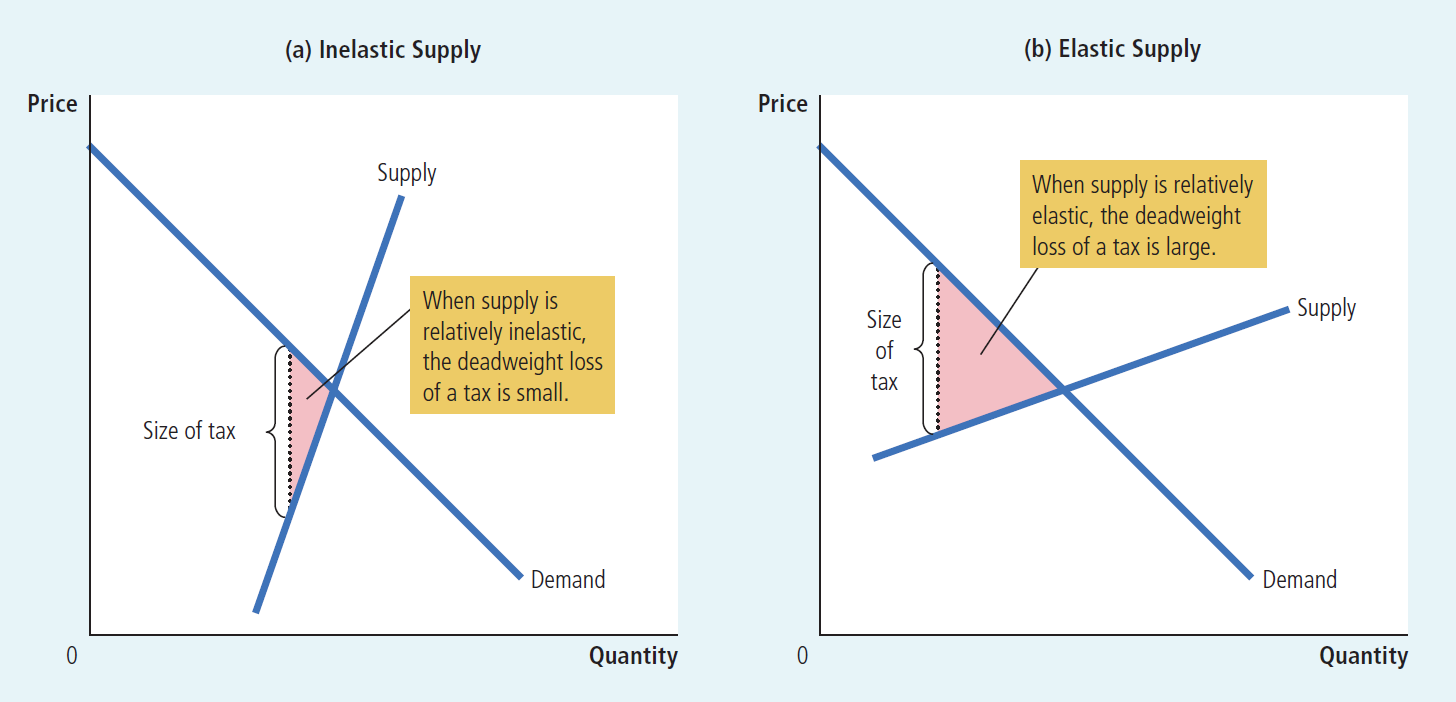 (a) Inelastic Supply
Price
Supply
When supply is
relatively inelastic,
the deadweight loss
of a tax is small.
Size of tax
Demand
0
Quantity
(b) Elastic Supply
Price
When supply is relatively
elastic, the deadweight
loss of a tax is large.
Supply
Size
of
tax
Demand
0
Quantity